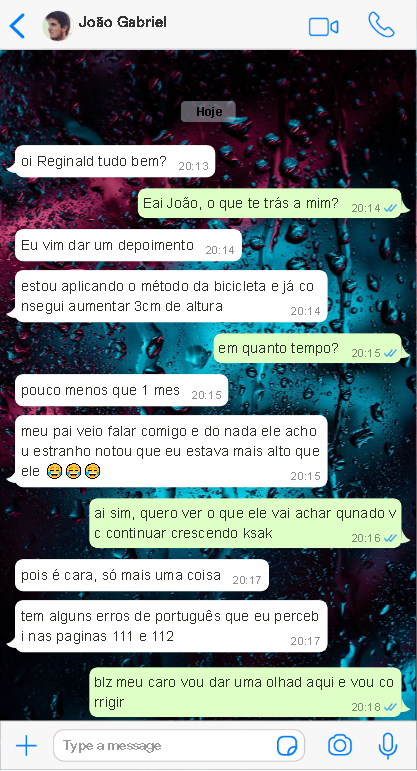 João Gabriel
Hoje
oi Reginald tudo bem? 20:13
Eai João, o que te trás a mim? 20:14
Eu vim dar um depoimento 20:14
estou aplicando o método da bicicleta e já co
nsegui aumentar 3cm de altura 20:14
em quanto tempo? 20:15
pouco menos que 1 mes 20:15
meu pai veio falar comigo e do nada ele acho
u estranho notou que eu estava mais alto que
ele 😂😂😂 20:15
ai sim, quero ver o que ele vai achar qunado v
c continuar crescendo ksak 20:16
pois é cara, só mais uma coisa 20:17
tem alguns erros de português que eu perceb
i nas paginas 111 e 112 20:17
blz meu caro vou dar uma olhad aqui e vou co
rrigir 20:18
Type a message